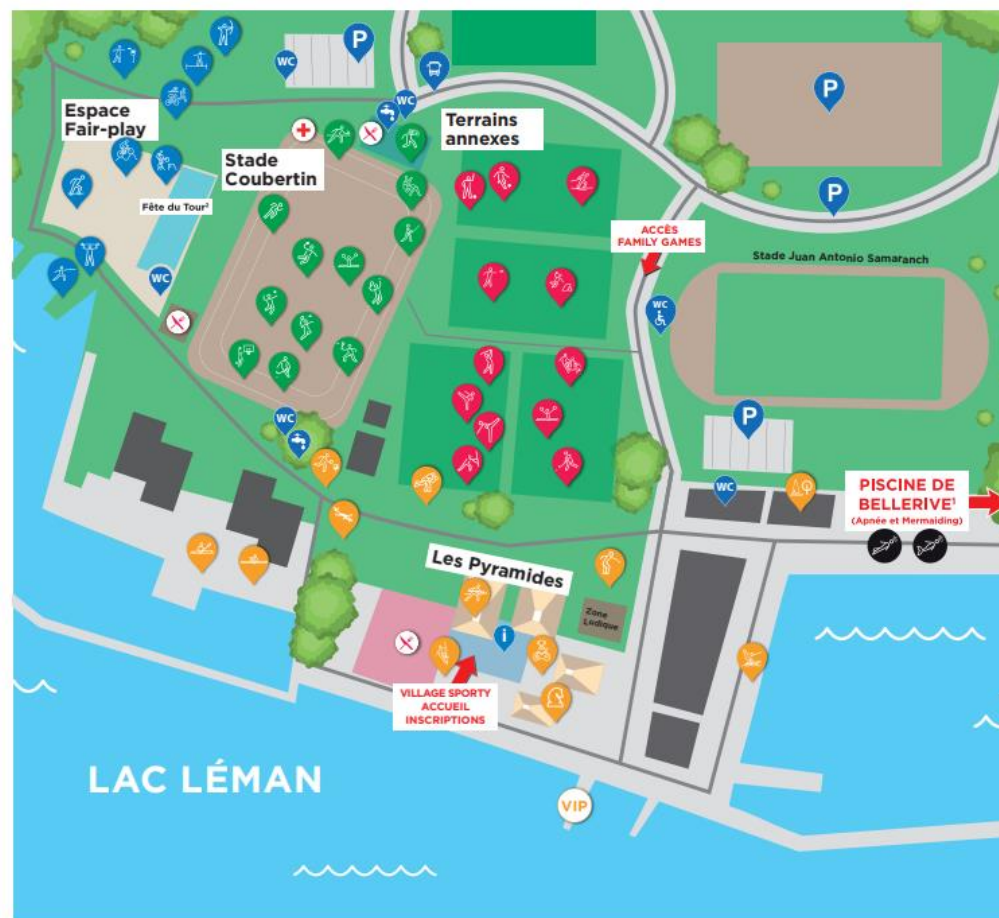 P
WC
P
WC
Espace
Fair-play
Terrains
annexes
Stade
Coubertin
Fête du Tour²
P
ACCÈS
FAMILY GAMES
Stade Juan Antonio Samaranch
WC
WC
P
WC
WC
PISCINE DE
BELLERIVE¹
(Apnée et Mermaiding)
Les Pyramides
Zone
Ludique
i
VILLAGE SPORTY
ACCUEIL
INSCRIPTIONS
LAC LÉMAN
VIP